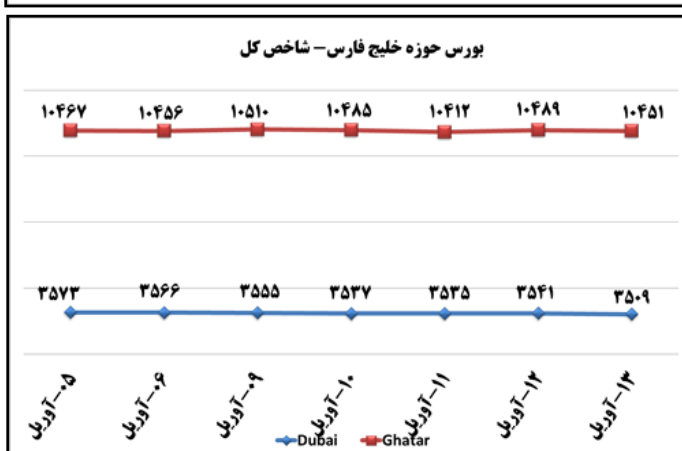 بورس حوزه خلیج فارس– شاخص کل
۱۰۴۶۷ ۱۰۴۵۶ ۱۰۵۱۰ ۱۰۴۸۵ ۱۰۴۱۲ ۱۰۴۸۹ ۱۰۴۵۱
۳۵۷۳ ۳۵۶۶ ۳۵۵۵ ۳۵۳۷ ۳۵۳۵ ۳۵۴۱ ۳۵۰۹
۰۵-آوریل ۰۶-آوریل ۰۹-آوریل ۱۰-آوریل ۱۱-آوریل ۱۲-آوریل ۱۳-آوریل
Dubai Ghatar